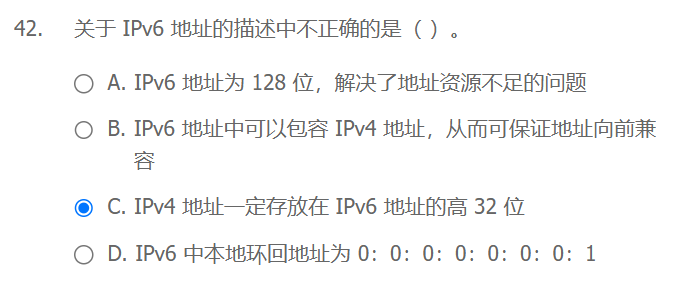 42. 关于 IPv6 地址的描述中不正确的是（ ）。
A. IPv6 地址为 128 位，解决了地址资源不足的问题
B. IPv6 地址中可以包容 IPv4 地址，从而可保证地址向前兼
容
C. IPv4 地址一定存放在 IPv6 地址的高 32 位
D. IPv6 中本地环回地址为 0：0：0：0：0：0：0：1